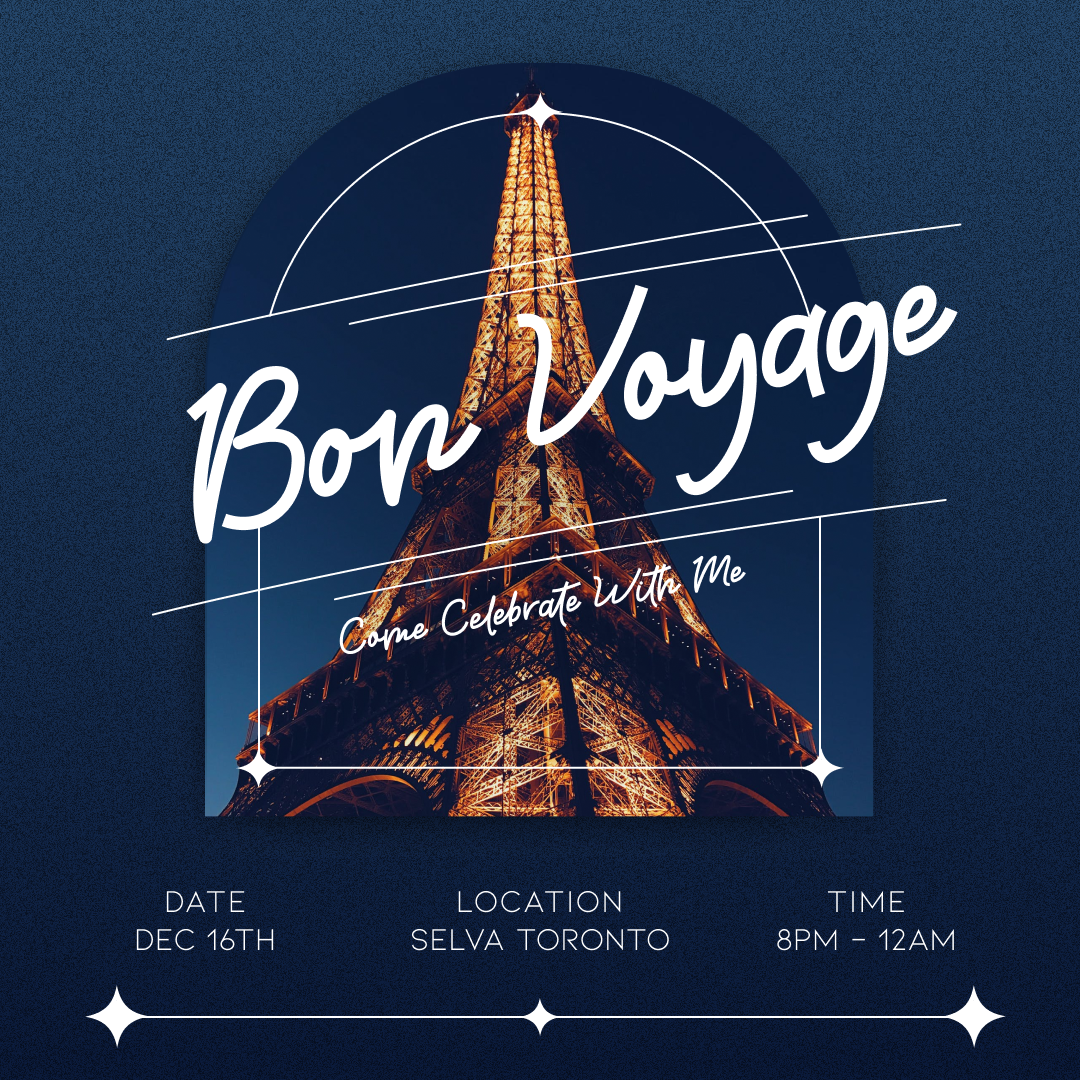 Bon Voyage
Come Celebrate With Me
DATE
DEC 16TH
LOCATION
SELVA TORONTO
TIME
8PM - 12AM